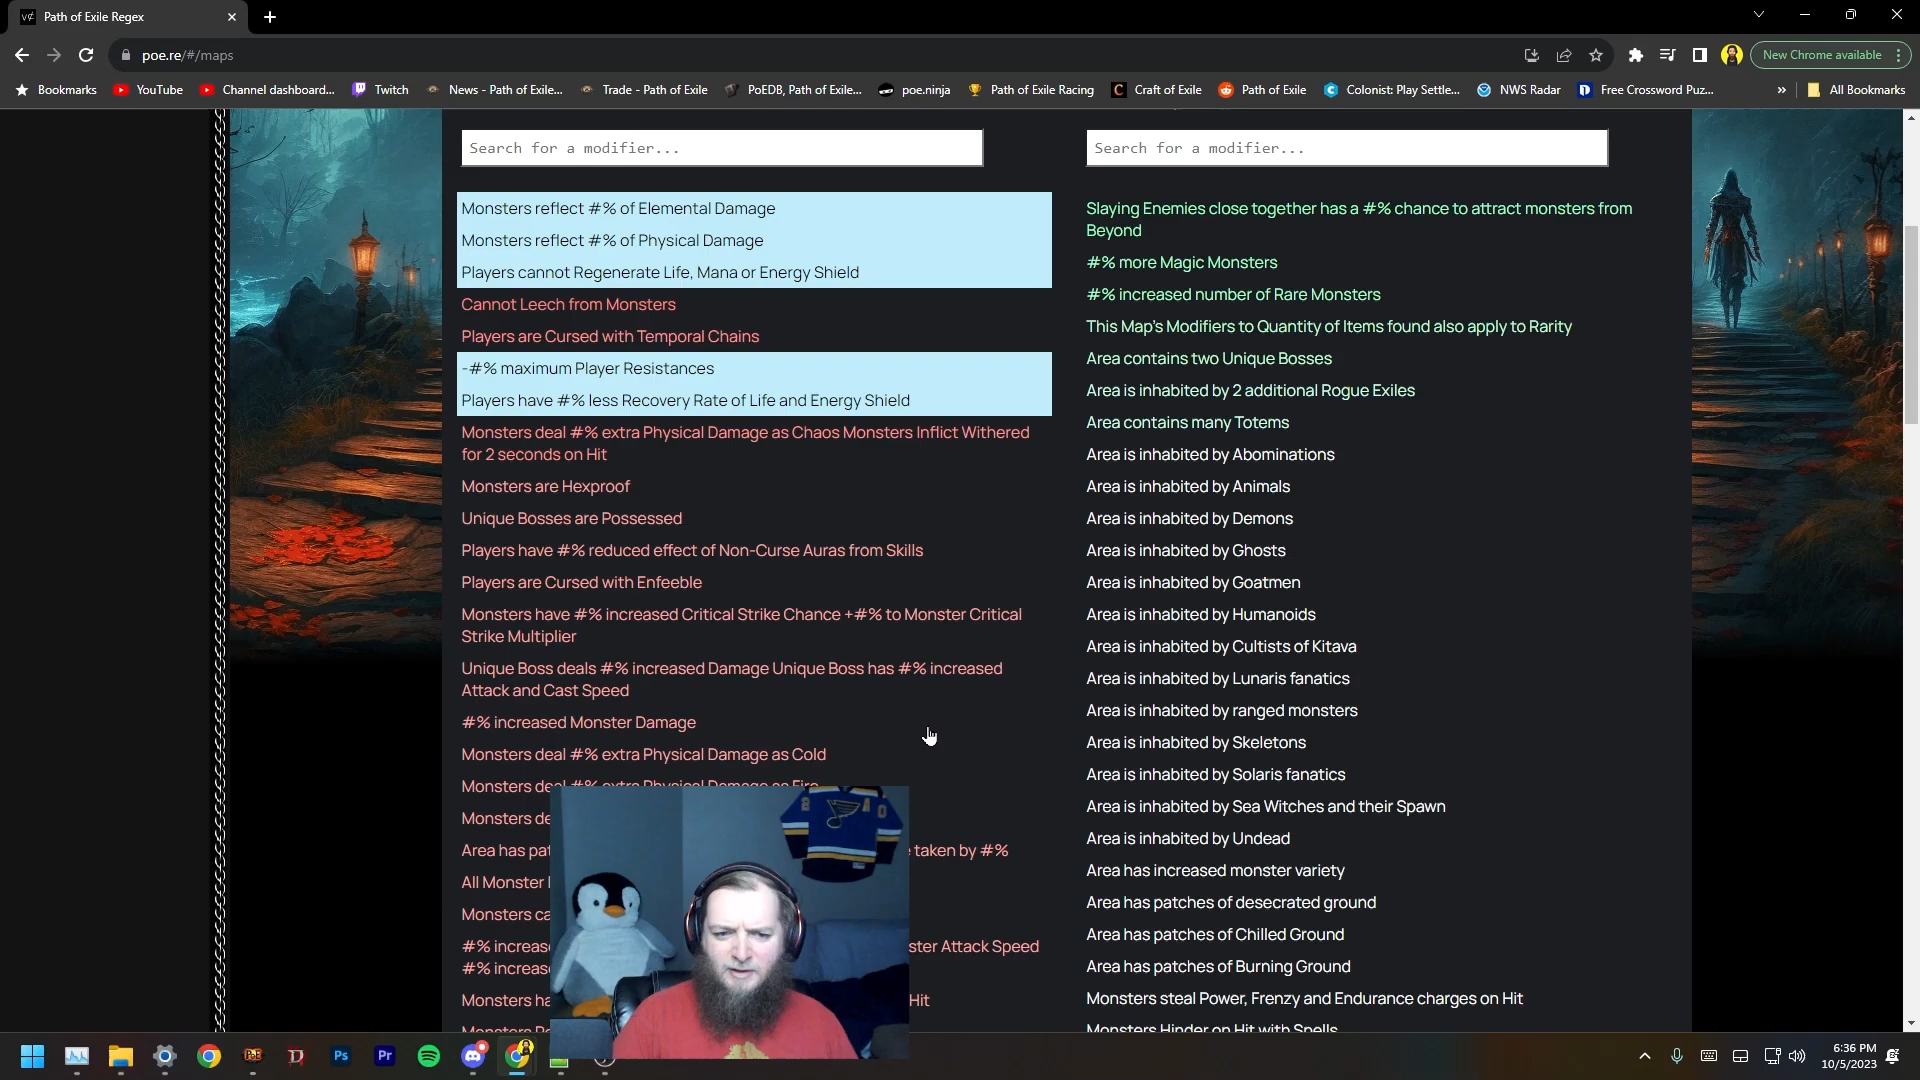 Path of Exile Regex
poe.re/#/maps
New Chrome available
Bookmarks
YouTube
Channel dashboard...
Twitch
News - Path of Exile...
Trade - Path of Exile
PoEDB, Path of Exile...
poe.ninja
Path of Exile Racing
Craft of Exile
Path of Exile
Colonist: Play Settle...
NWS Radar
Free Crossword Puz...
»
All Bookmarks
Search for a modifier...
Monsters reflect #% of Elemental Damage
Monsters reflect #% of Physical Damage
Players cannot Regenerate Life, Mana or Energy Shield
Cannot Leech from Monsters
Players are Cursed with Temporal Chains
-#% maximum Player Resistances
Players have #% less Recovery Rate of Life and Energy Shield
Monsters deal #% extra Physical Damage as Chaos Monsters Inflict Withered
for 2 seconds on Hit
Monsters are Hexproof
Unique Bosses are Possessed
Players have #% reduced effect of Non-Curse Auras from Skills
Players are Cursed with Enfeeble
Monsters have #% increased Critical Strike Chance +#% to Monster Critical
Strike Multiplier
Unique Boss deals #% increased Damage Unique Boss has #% increased
Attack and Cast Speed
#% increased Monster Damage
Monsters deal #% extra Physical Damage as Cold
Monsters deal #% extra Physical Damage as Fire
Monsters
Area has taken by #%
All Monster
Monsters
#% Attack Speed
#%
Monsters Hit
Monsters
Search for a modifier...
Slaying Enemies close together has a #% chance to attract monsters from
Beyond
#% more Magic Monsters
#% increased number of Rare Monsters
This Map's Modifiers to Quantity of Items found also apply to Rarity
Area contains two Unique Bosses
Area is inhabited by 2 additional Rogue Exiles
Area contains many Totems
Area is inhabited by Abominations
Area is inhabited by Animals
Area is inhabited by Demons
Area is inhabited by Ghosts
Area is inhabited by Goatmen
Area is inhabited by Humanoids
Area is inhabited by Cultists of Kitava
Area is inhabited by Lunaris fanatics
Area is inhabited by ranged monsters
Area is inhabited by Skeletons
Area is inhabited by Solaris fanatics
Area is inhabited by Sea Witches and their Spawn
Area is inhabited by Undead
Area has increased monster variety
Area has patches of desecrated ground
Area has patches of Chilled Ground
Area has patches of Burning Ground
Monsters steal Power, Frenzy and Endurance charges on Hit
Monsters Hinder on Hit with Spells
Ps
Pr
6:36 PM
10/5/2023